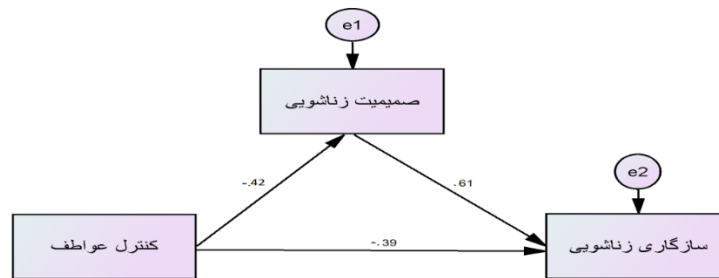 e1
صمیمیت زناشویی
-.42
.61
e2
کنترل عواطف
-.39
سازگاری زناشویی